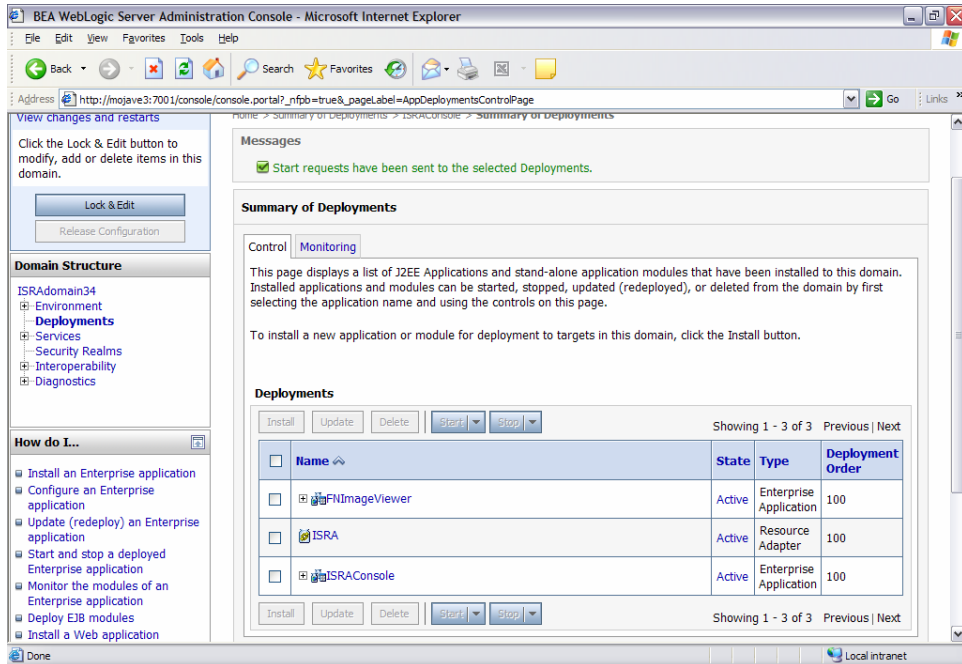 BEA WebLogic Server Administration Console - Microsoft Internet Explorer
File Edit View Favorites Tools Help
Back Search Favorites
Address http://mojave3:7001/console/console.portal?_nfpb=true&_pageLabel=AppDeploymentsControlPage Go Links »
View changes and restarts
Click the Lock & Edit button to
modify, add or delete items in this
domain.
Lock & Edit
Release Configuration
Domain Structure
ISRAdomain34
Environment
Deployments
Services
Security Realms
Interoperability
Diagnostics
How do I...
Install an Enterprise application
Configure an Enterprise
application
Update (redeploy) an Enterprise
application
Start and stop a deployed
Enterprise application
Monitor the modules of an
Enterprise application
Deploy EJB modules
Install a Web application
Home > Summary of Deployments > ISRAConsole > Summary of Deployments
Messages
Start requests have been sent to the selected Deployments.
Summary of Deployments
Control Monitoring
This page displays a list of J2EE Applications and stand-alone application modules that have been installed to this domain.
Installed applications and modules can be started, stopped, updated (redeployed), or deleted from the domain by first
selecting the application name and using the controls on this page.
To install a new application or module for deployment to targets in this domain, click the Install button.
Deployments
Install Update Delete Start Stop Showing 1 - 3 of 3 Previous | Next
Name State Type Deployment
Order
FNImageViewer Active Enterprise
Application 100
ISRA Active Resource
Adapter 100
ISRAConsole Active Enterprise
Application 100
Install Update Delete Start Stop Showing 1 - 3 of 3 Previous | Next
Done Local intranet